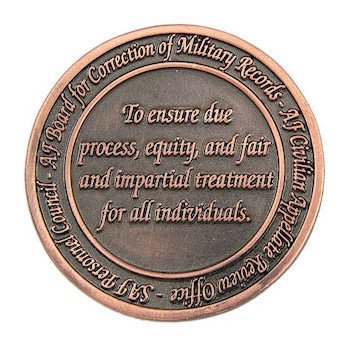 AF Board for Correction of Military Records - AF Civilian Appellate Review Office - SAF Personnel Council -
To ensure due
process, equity, and fair
and impartial treatment
for all individuals.